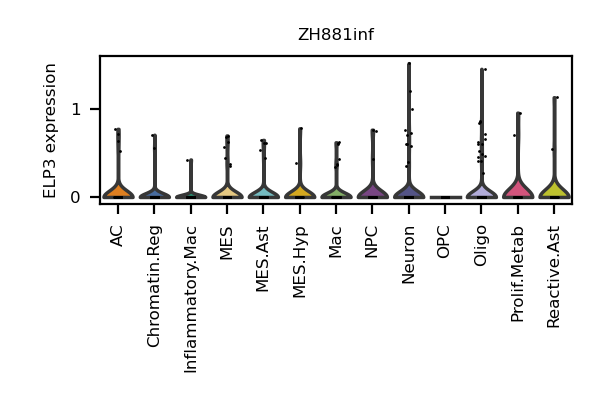 ZH881inf
ELP3 expression
1
0
AC
Chromatin.Reg
Inflammatory.Mac
MES
MES.Ast
MES.Hyp
Mac
NPC
Neuron
OPC
Oligo
Prolif.Metab
Reactive.Ast